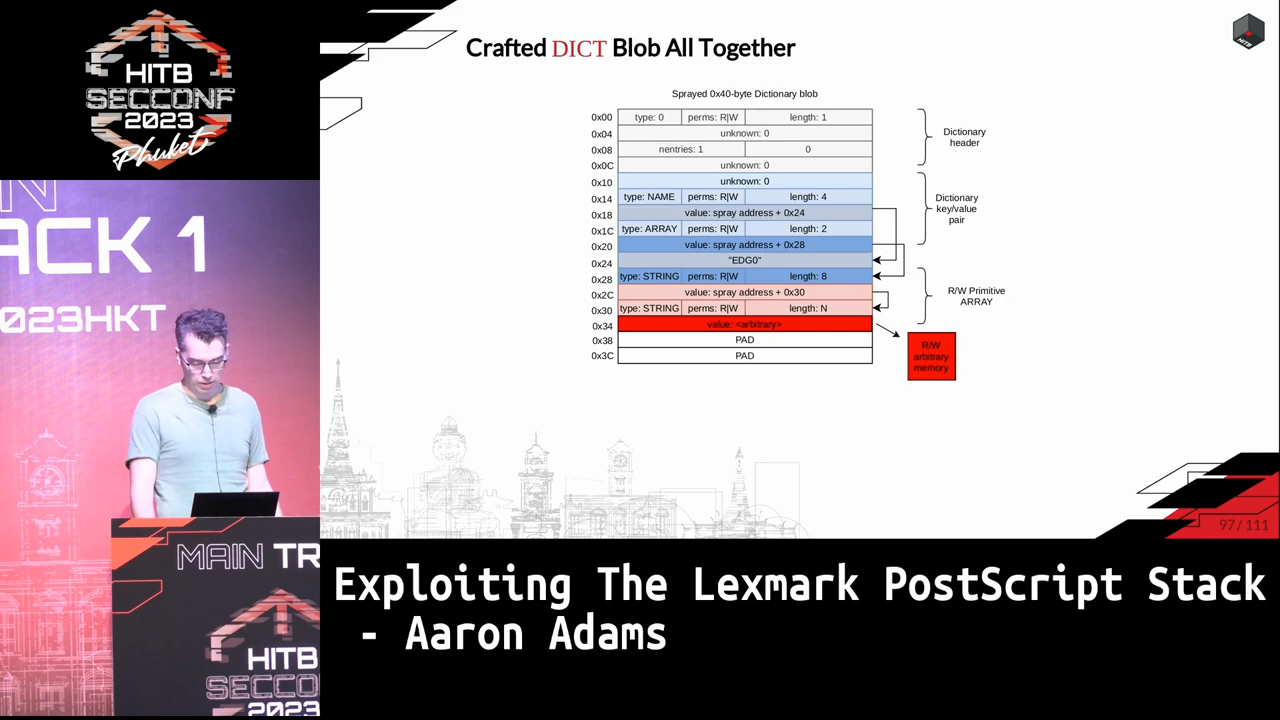 HITB
SECCONF
2023
Phuket
Crafted DICT Blob All Together
HITB
Sprayed 0x40-byte Dictionary blob
0x00 type: 0 perms: R|W length: 1
0x04 unknown: 0
0x08 nentries: 1 0
0x0C unknown: 0
Dictionary
header
0x10 unknown: 0
0x14 type: NAME perms: R|W length: 4
0x18 value: spray address + 0x24
0x1C type: ARRAY perms: R|W length: 2
0x20 value: spray address + 0x28
Dictionary
key/value
pair
0x24 "EDG0"
0x28 type: STRING perms: R|W length: 8
0x2C value: spray address + 0x30
0x30 type: STRING perms: R|W length: N
0x34 value: <arbitrary>
R/W Primitive
ARRAY
0x38 PAD
0x3C PAD
R/W
arbitrary
memory
97 / 111
N
ACK 1
023HKT
MAIN TR
HITB
SECCO
2023
Exploiting The Lexmark PostScript Stack
- Aaron Adams